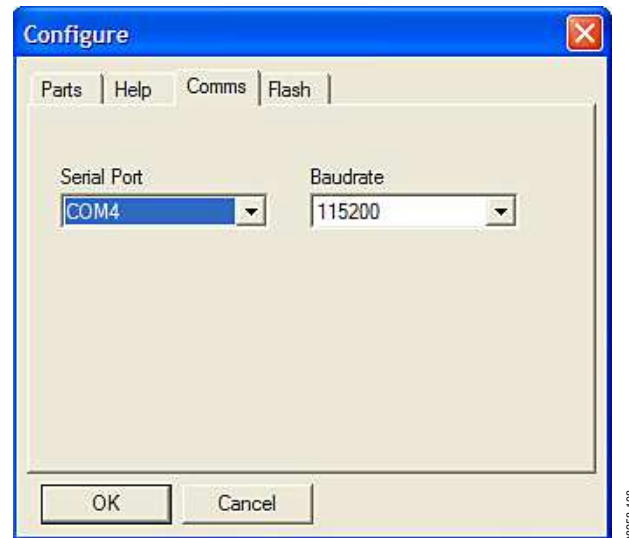 Configure
Parts Help Comms Flash
Serial Port Baudrate
COM4 115200
OK Cancel